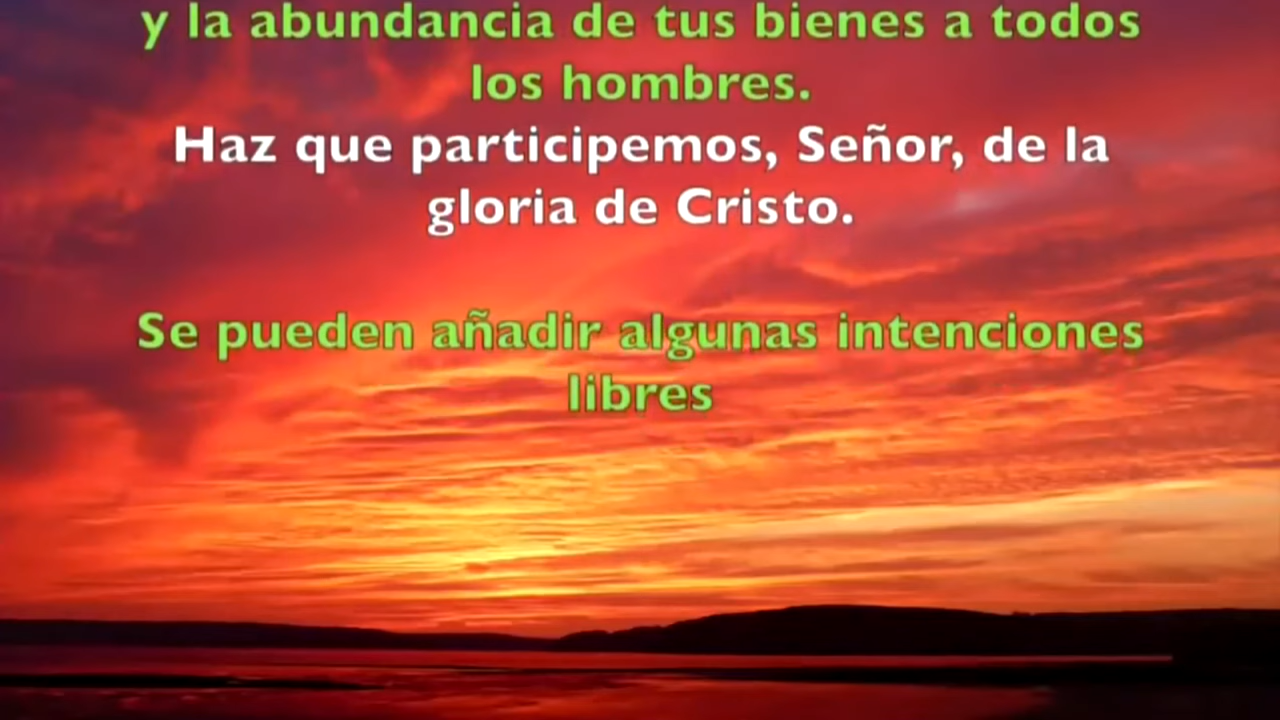 y la abundancia de tus bienes a todos
los hombres.
Haz que participemos, Señor, de la
gloria de Cristo.
Se pueden añadir algunas intenciones
libres